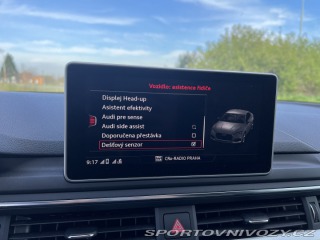 Vozidlo: asistence řidiče
Displej Head-up
Asistent efektivity
Audi pre sense
Audi side assist
Doporučená přestávka
Dešťový senzor
9:17
ČRo-RADIO PRAHA
SPORTOVNIVOZY.CZ